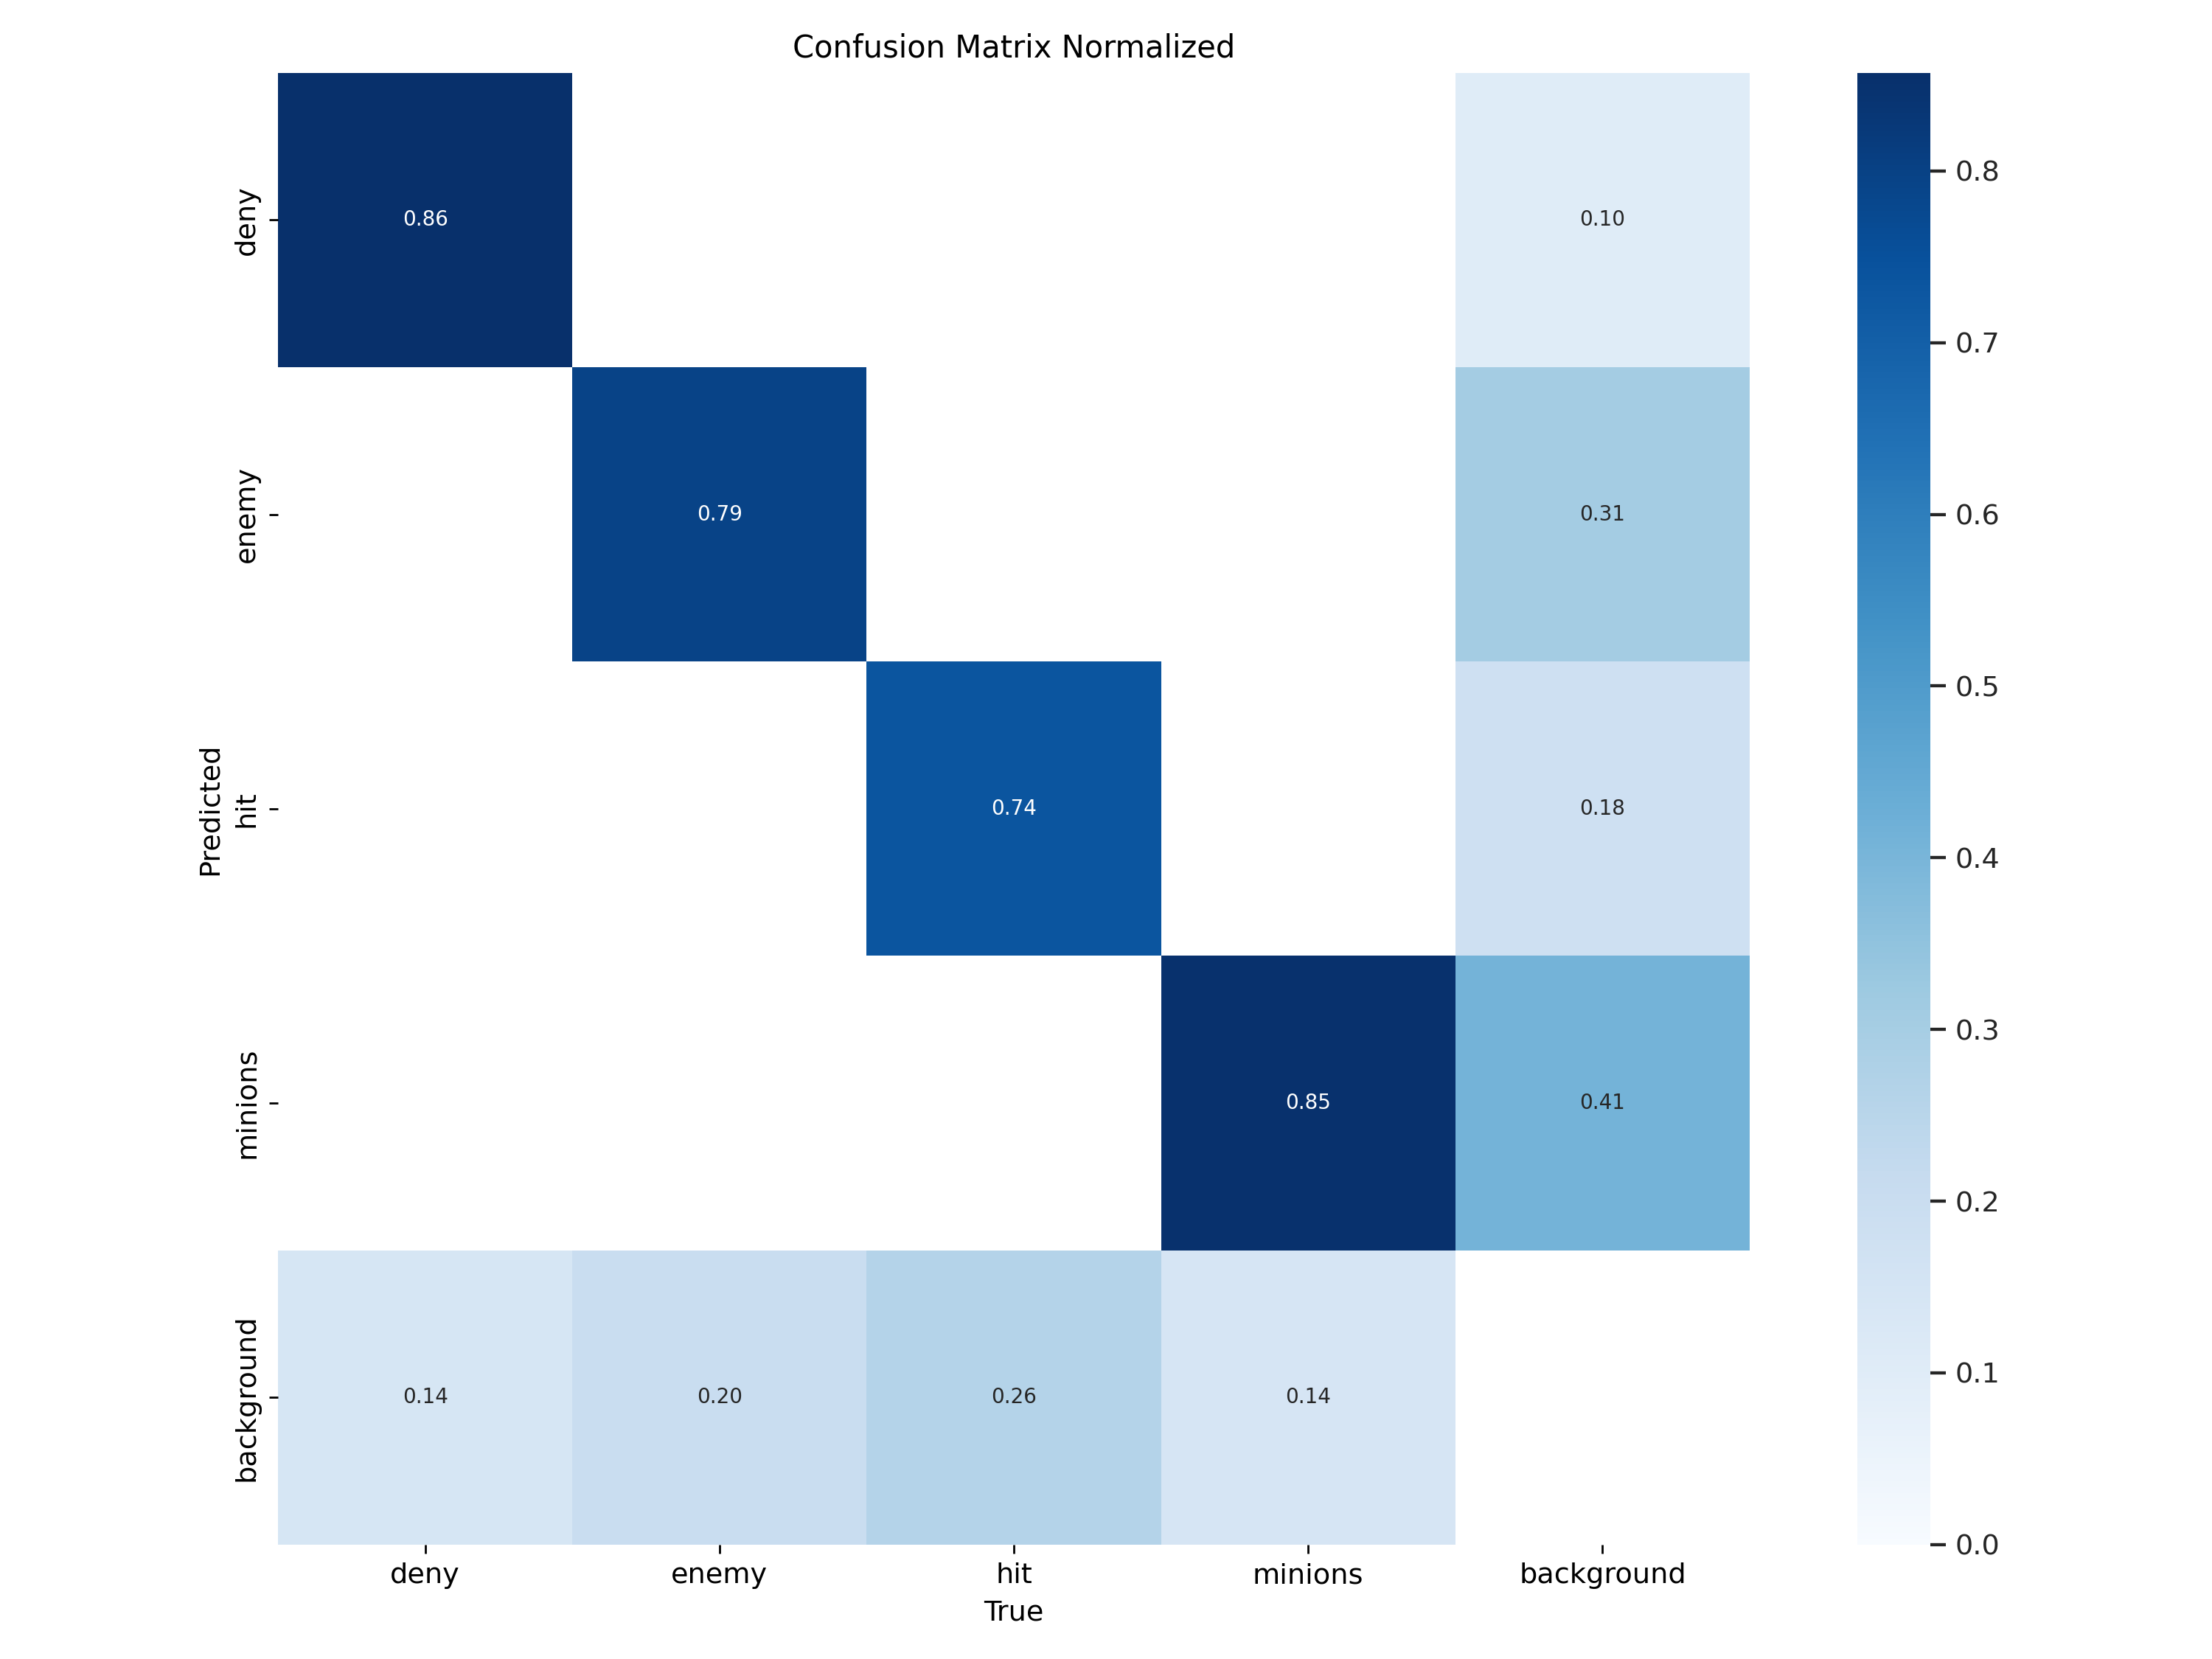 Confusion Matrix Normalized
deny
0.86
0.10
0.8
0.7
enemy
0.79
0.31
0.6
0.5
Predicted
hit
0.74
0.18
0.4
0.3
minions
0.85
0.41
0.2
background
0.14
0.20
0.26
0.14
0.1
0.0
deny
enemy
hit
minions
background
True